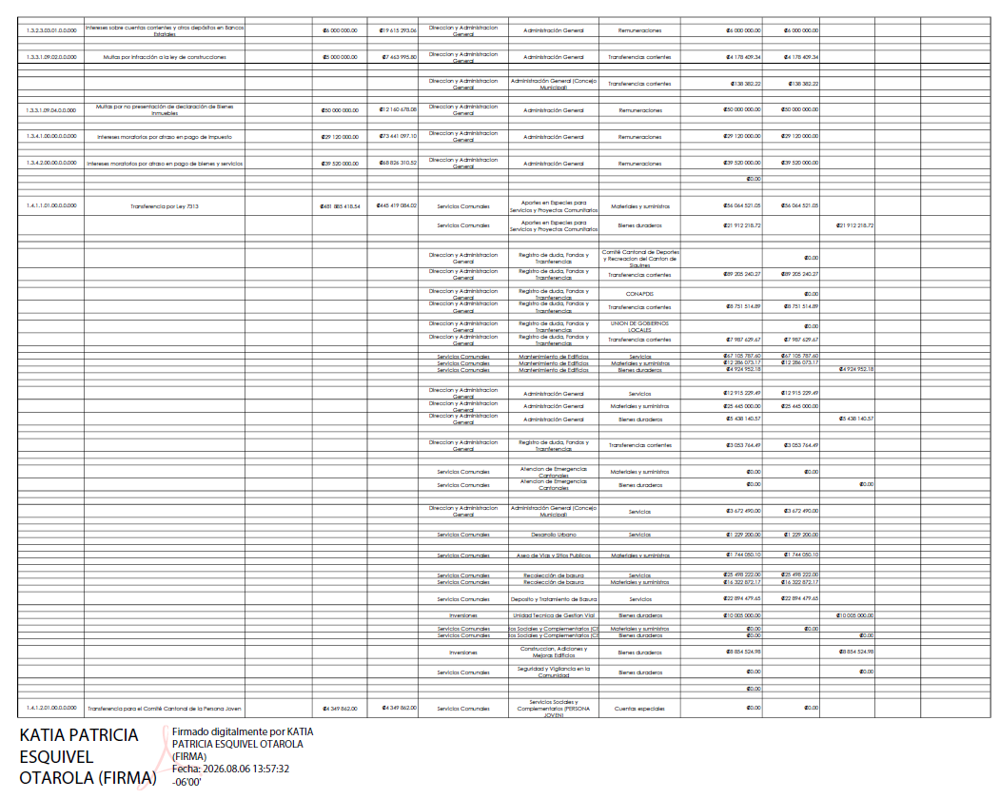 1.3.2.3.03.01.0.0.000 Intereses sobre cuentas corrientes y otros depósitos en Bancos Estatales ₡6 000 000.00 ₡19 615 293.06 Direccion y Administracion General Administración General Remuneraciones ₡6 000 000.00 ₡6 000 000.00
1.3.3.1.09.02.0.0.000 Multas por infracción a la ley de construcciones ₡5 000 000.00 ₡7 463 995.80 Direccion y Administracion General Administración General Transferencias corrientes ₡4 178 409.34 ₡4 178 409.34
Direccion y Administracion General Administración General (Concejo Municipal) Transferencias corrientes ₡138 382.22 ₡138 382.22
1.3.3.1.09.06.0.0.000 Multas por no presentación de declaración de Bienes Inmuebles ₡50 000 000.00 ₡12 160 678.08 Direccion y Administracion General Administración General Remuneraciones ₡50 000 000.00 ₡50 000 000.00
1.3.4.1.00.00.0.0.000 Intereses moratorios por atraso en pago de impuesto ₡29 120 000.00 ₡73 441 097.10 Direccion y Administracion General Administración General Remuneraciones ₡29 120 000.00 ₡29 120 000.00
1.3.4.2.00.00.0.0.000 Intereses moratorios por atraso en pago de bienes y servicios ₡39 520 000.00 ₡68 826 310.52 Direccion y Administracion General Administración General Remuneraciones ₡39 520 000.00 ₡39 520 000.00
₡0.00
1.4.1.1.01.00.0.0.000 Transferencia por Ley 7313 ₡481 885 418.54 ₡445 419 084.02 Servicios Comunales Aportes en Especies para Servicios y Proyectos Comunitarios Materiales y suministros ₡56 064 521.05 ₡56 064 521.05
Servicios Comunales Aportes en Especies para Servicios y Proyectos Comunitarios Bienes duraderos ₡21 912 218.72 ₡21 912 218.72
Direccion y Administracion General Registro de duda, Fondos y Trasnferencias Comité Cantonal de Deportes y Recreacion del Canton de Siquirres ₡0.00
Direccion y Administracion General Registro de duda, Fondos y Trasnferencias Transferencias corrientes ₡89 205 240.27 ₡89 205 240.27
Direccion y Administracion General Registro de duda, Fondos y Trasnferencias CONAPDIS ₡0.00
Direccion y Administracion General Registro de duda, Fondos y Trasnferencias Transferencias corrientes ₡8 751 514.89 ₡8 751 514.89
Direccion y Administracion General Registro de duda, Fondos y Trasnferencias UNION DE GOBIERNOS LOCALES ₡0.00
Direccion y Administracion General Registro de duda, Fondos y Trasnferencias Transferencias corrientes ₡7 987 629.67 ₡7 987 629.67
Servicios Comunales Mantenimiento de Edificios Servicios ₡67 105 787.60 ₡67 105 787.60
Servicios Comunales Mantenimiento de Edificios Materiales y suministros ₡12 286 073.17 ₡12 286 073.17
Servicios Comunales Mantenimiento de Edificios Bienes duraderos ₡4 924 952.18 ₡4 924 952.18
Direccion y Administracion General Administración General Servicios ₡12 915 229.49 ₡12 915 229.49
Direccion y Administracion General Administración General Materiales y suministros ₡25 445 000.00 ₡25 445 000.00
Direccion y Administracion General Administración General Bienes duraderos ₡5 438 140.57 ₡5 438 140.57
Direccion y Administracion General Registro de duda, Fondos y Trasnferencias Transferencias corrientes ₡3 053 764.49 ₡3 053 764.49
Servicios Comunales Atencion de Emergencias Cantonales Materiales y suministros ₡0.00 ₡0.00
Servicios Comunales Atencion de Emergencias Cantonales Bienes duraderos ₡0.00 ₡0.00
Direccion y Administracion General Administración General (Concejo Municipal) Servicios ₡3 672 490.00 ₡3 672 490.00
Servicios Comunales Desarrollo Urbano Servicios ₡1 229 200.00 ₡1 229 200.00
Servicios Comunales Aseo de Vias y Sitios Publicos Materiales y suministros ₡1 744 050.10 ₡1 744 050.10
Servicios Comunales Recolección de basura Servicios ₡25 498 222.00 ₡25 498 222.00
Servicios Comunales Recolección de basura Materiales y suministros ₡16 322 872.17 ₡16 322 872.17
Servicios Comunales Deposito y Tratamiento de Basura Servicios ₡22 894 479.65 ₡22 894 479.65
Inversiones Unidad Tecnica de Gestion Vial Bienes duraderos ₡10 005 000.00 ₡10 005 000.00
Servicios Comunales ios Sociales y Complementarios (CE Materiales y suministros ₡0.00 ₡0.00
Servicios Comunales ios Sociales y Complementarios (CE Bienes duraderos ₡0.00 ₡0.00
Inversiones Construccion, Adiciones y Mejoras Edificios Bienes duraderos ₡8 854 524.98 ₡8 854 524.98
Servicios Comunales Seguridad y Vigilancia en la Comunidad Bienes duraderos ₡0.00 ₡0.00
₡0.00
1.4.1.2.01.00.0.0.000 Transferencia para el Comité Cantonal de la Persona Joven ₡4 349 862.00 ₡4 349 862.00 Servicios Comunales Servicios Sociales y Complementarios (PERSONA JOVEN) Cuentas especiales ₡0.00 ₡0.00
KATIA PATRICIA
ESQUIVEL
OTAROLA (FIRMA)
Firmado digitalmente por KATIA
PATRICIA ESQUIVEL OTAROLA
(FIRMA)
Fecha: 2026.08.06 13:57:32
-06'00'